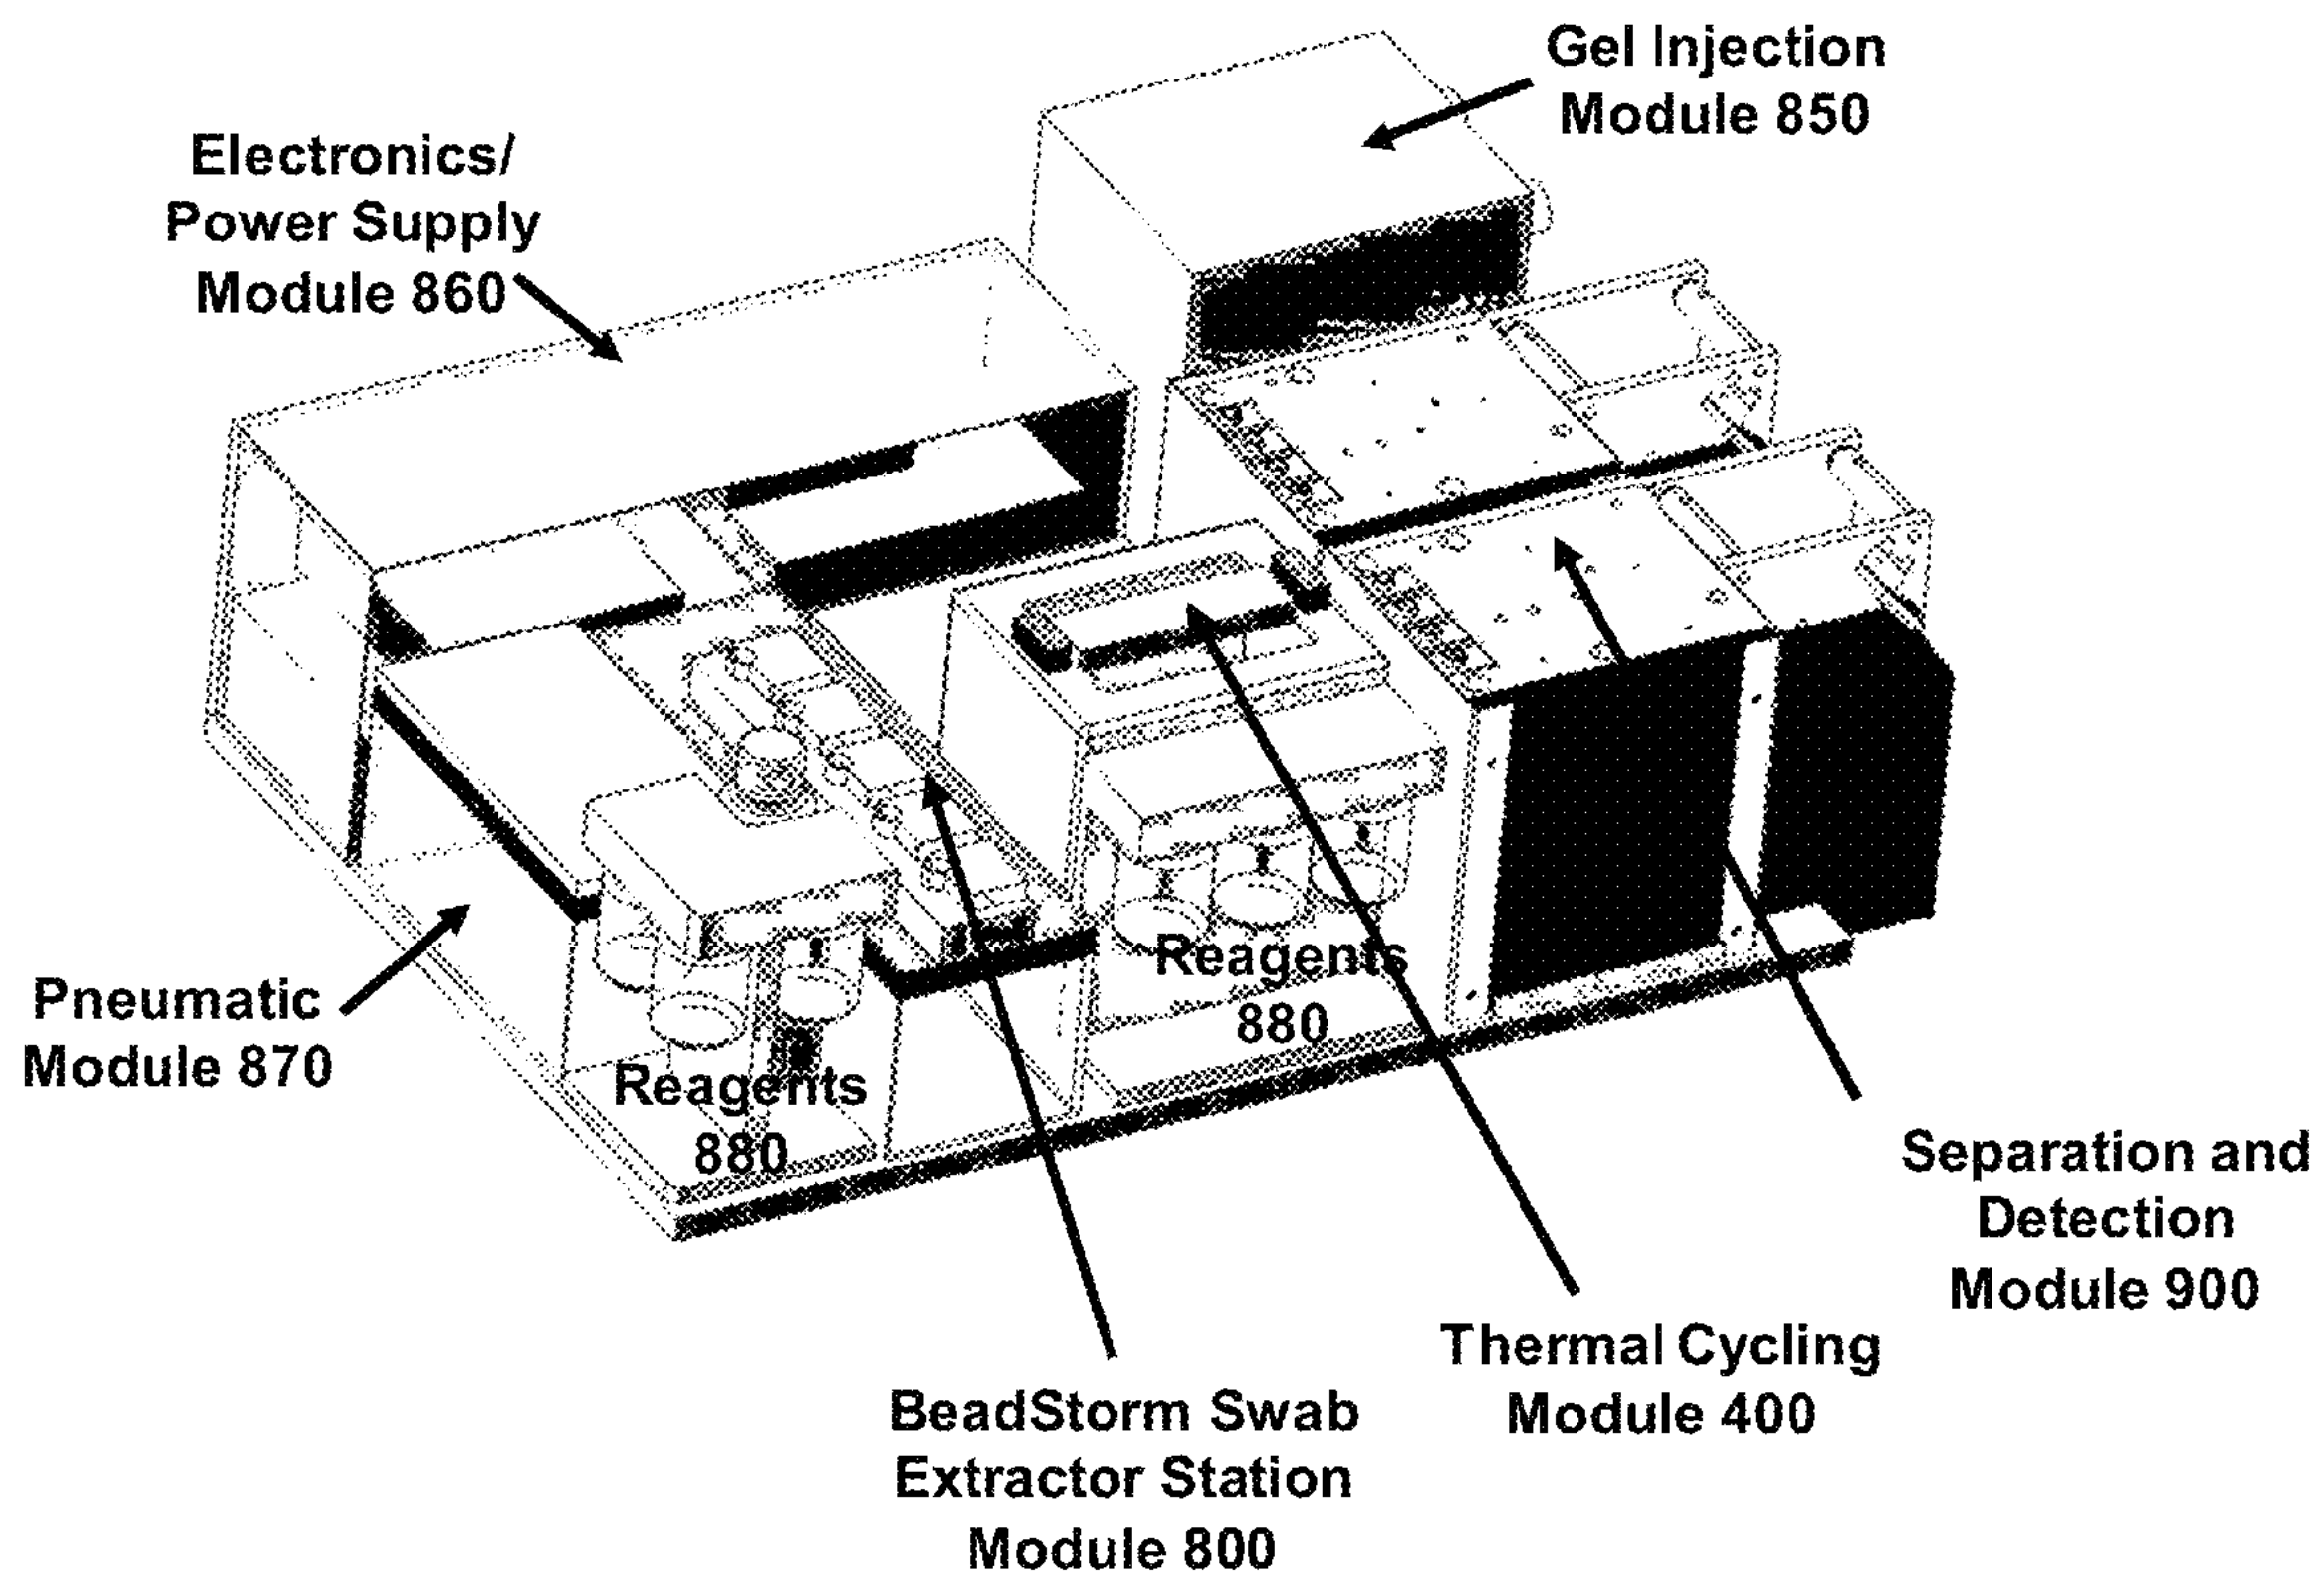 Gel Injection
Module 850
Electronics/
Power Supply
Module 860
Pneumatic
Module 870
Reagents
880
Reagents
880
Separation and
Detection
Module 900
Thermal Cycling
Module 400
BeadStorm Swab
Extractor Station
Module 800